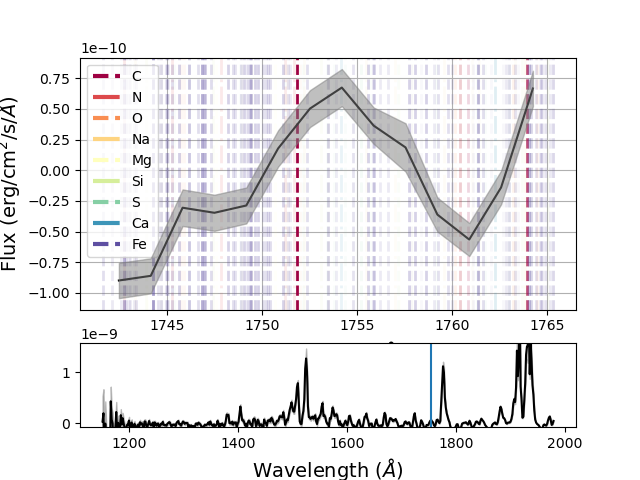 1e−10
Flux (erg/cm²/s/Å)
0.75
0.50
0.25
0.00
−0.25
−0.50
−0.75
−1.00
C
N
O
Na
Mg
Si
S
Ca
Fe
1745
1750
1755
1760
1765
1e−9
1
0
1200
1400
1600
1800
2000
Wavelength (Å)